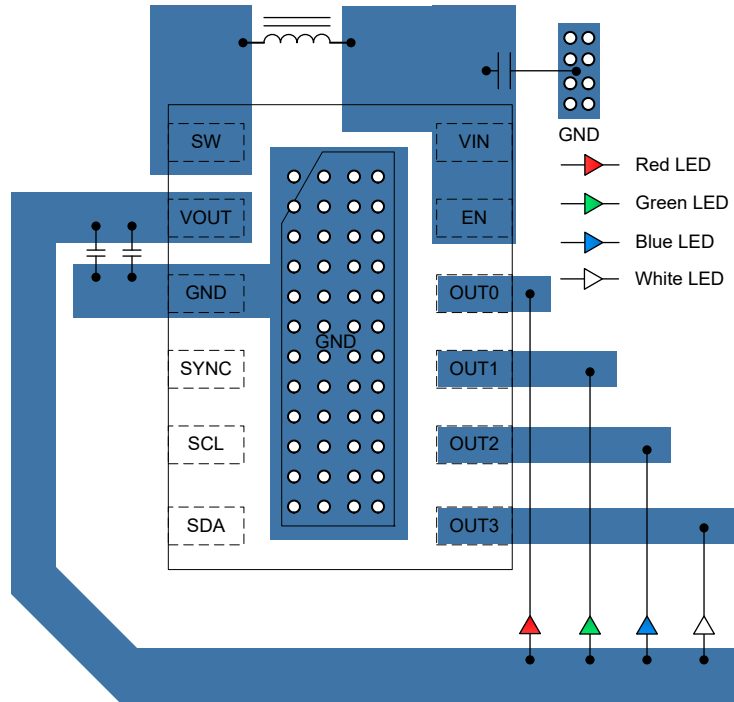 GND
SW
VIN
Red LED
VOUT
EN
Green LED
Blue LED
White LED
GND
OUT0
GND
SYNC
OUT1
SCL
OUT2
SDA
OUT3